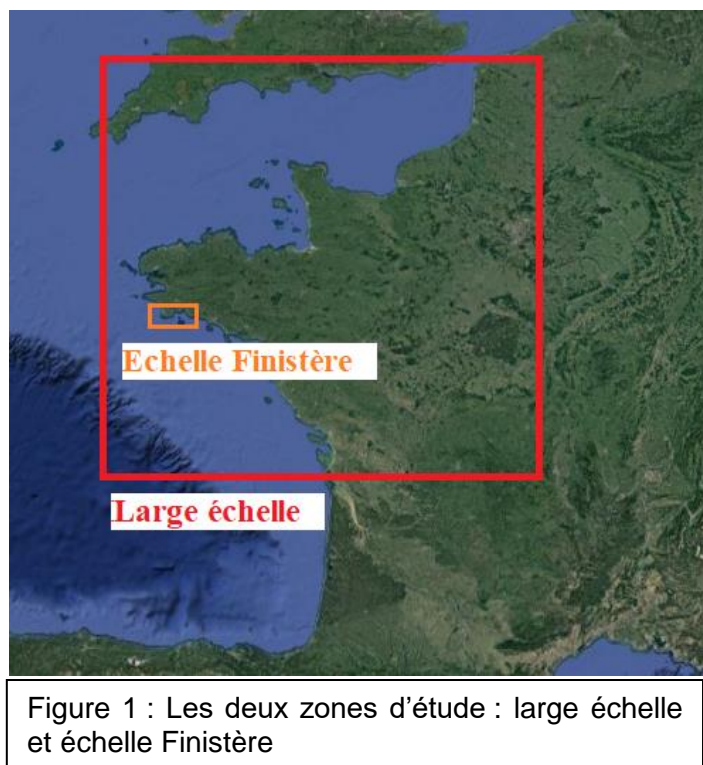 Echelle Finistère
Large échelle
Figure 1 : Les deux zones d’étude : large échelle
et échelle Finistère